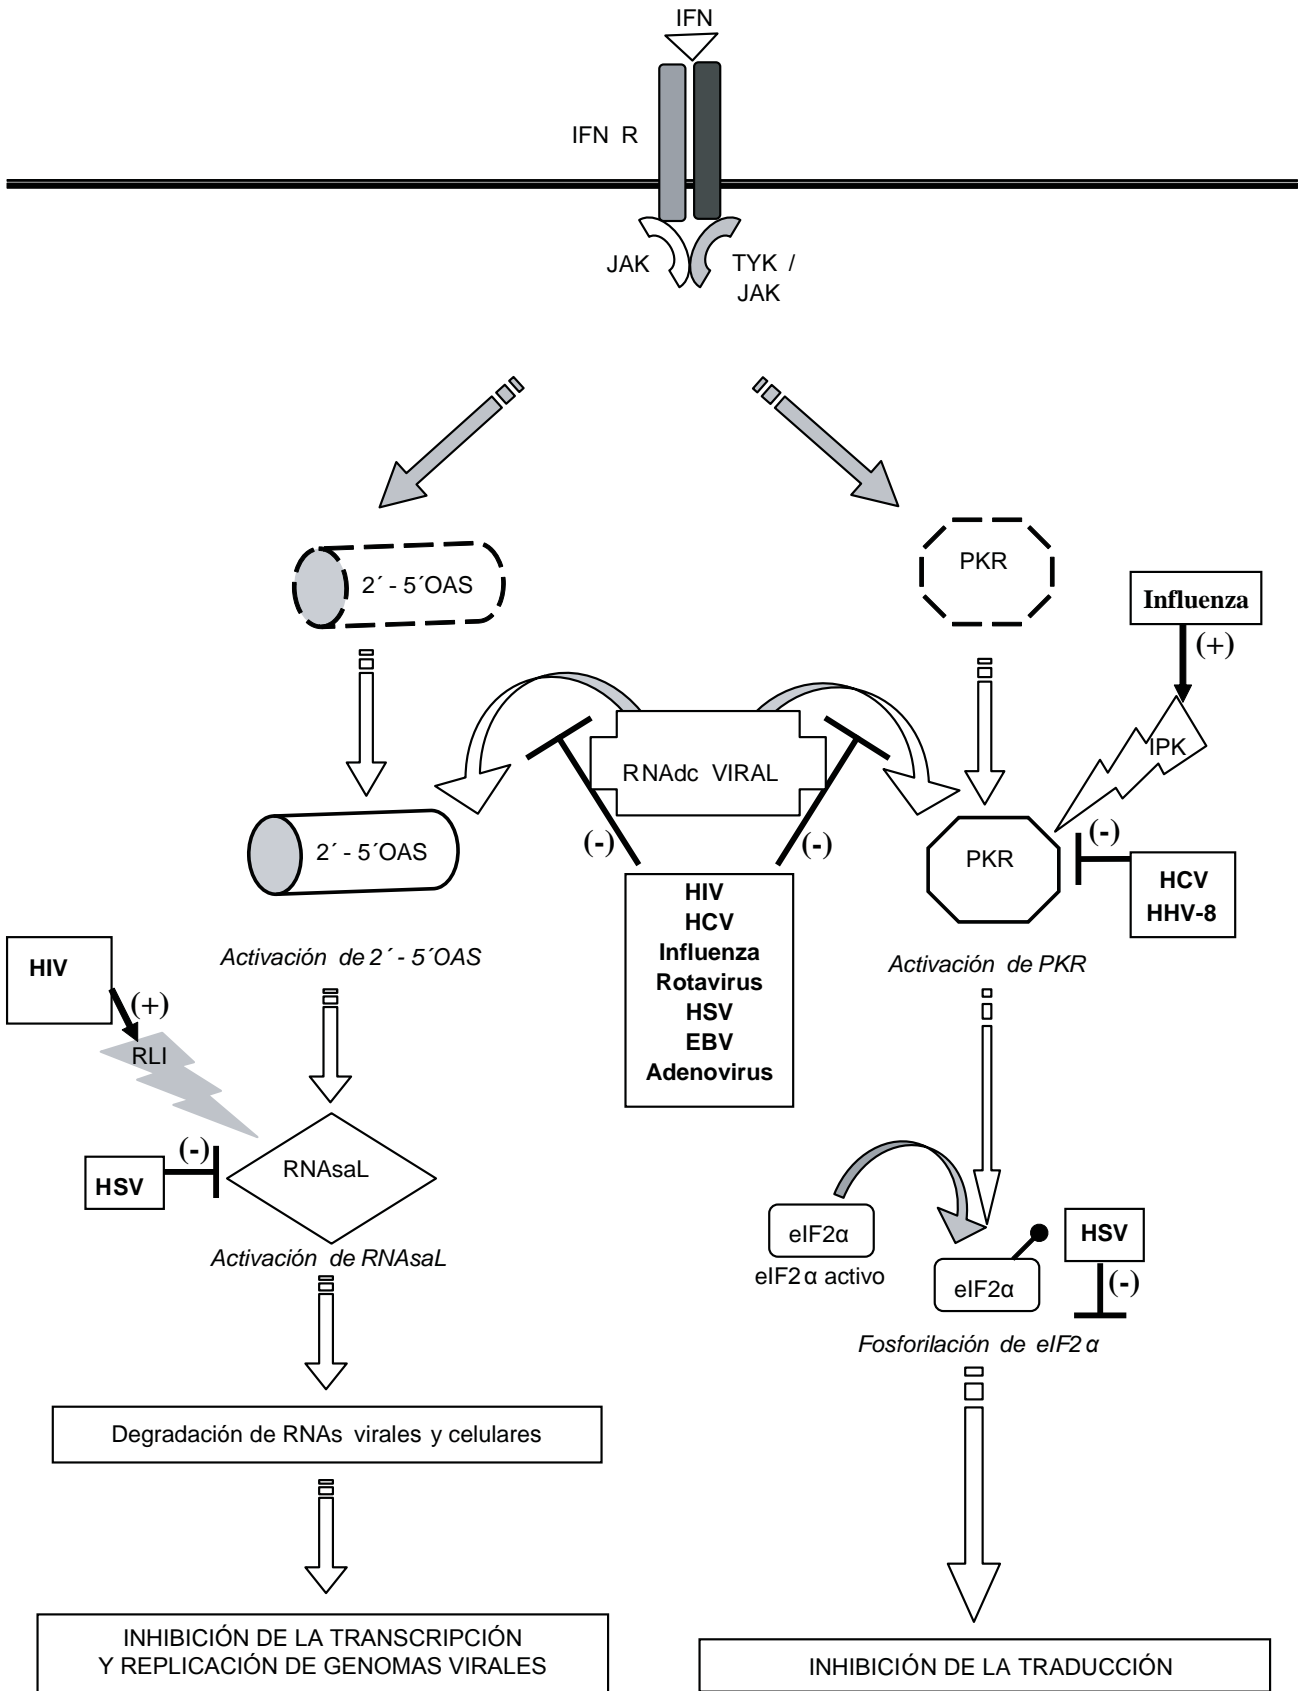 IFN
IFN R
JAK
TYK /
JAK
2´ - 5´OAS
PKR
Influenza
(+)
IPK
RNAdc VIRAL
2´ - 5´OAS
(-)
(-)
PKR
(-)
HCV
HHV-8
HIV
HCV
Influenza
Rotavirus
HSV
EBV
Adenovirus
Activación de 2´ - 5´OAS
Activación de PKR
HIV
(+)
RLI
HSV
(-)
RNAsaL
Activación de RNAsaL
eIF2α
eIF2α activo
eIF2α
HSV
(-)
Fosforilación de eIF2α
Degradación de RNAs virales y celulares
INHIBICIÓN DE LA TRANSCRIPCIÓN
Y REPLICACIÓN DE GENOMAS VIRALES
INHIBICIÓN DE LA TRADUCCIÓN